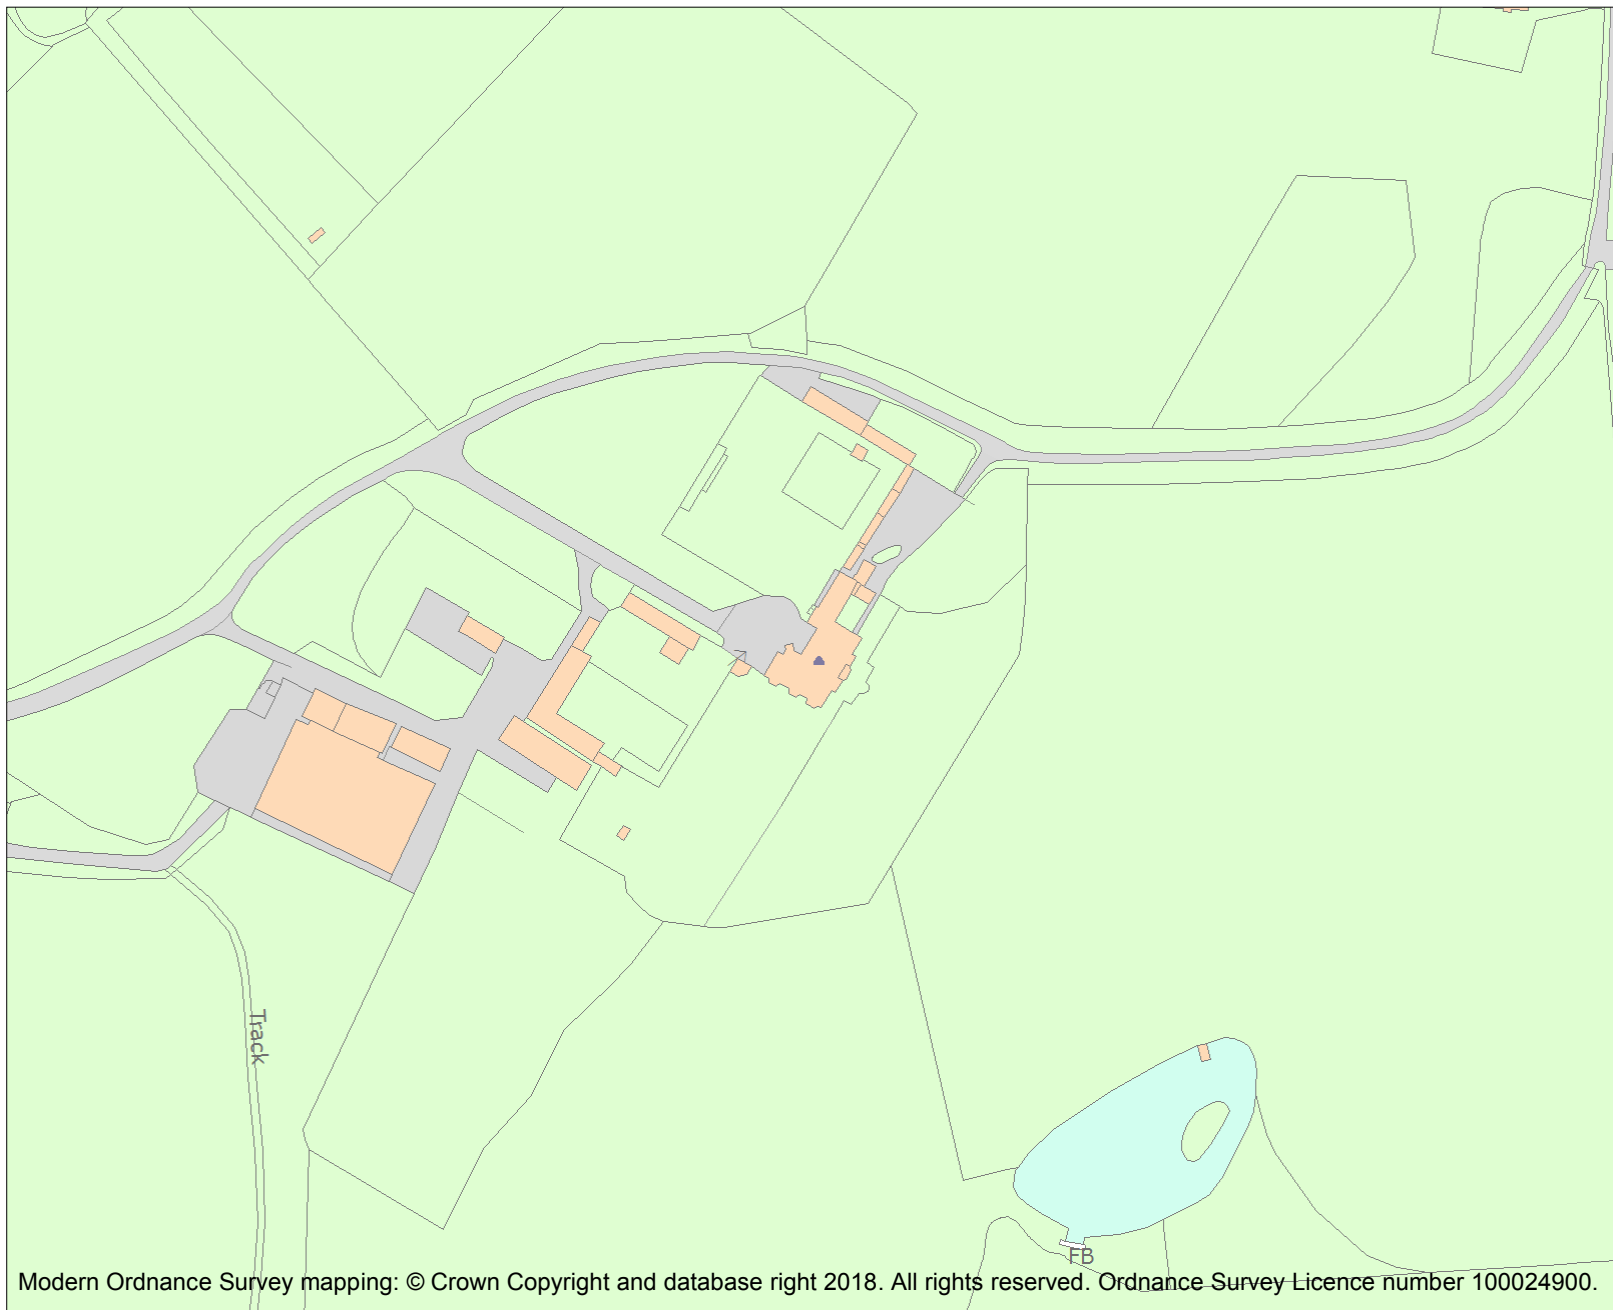 Track
FB
Modern Ordnance Survey mapping: © Crown Copyright and database right 2018. All rights reserved. Ordnance Survey Licence number 100024900.